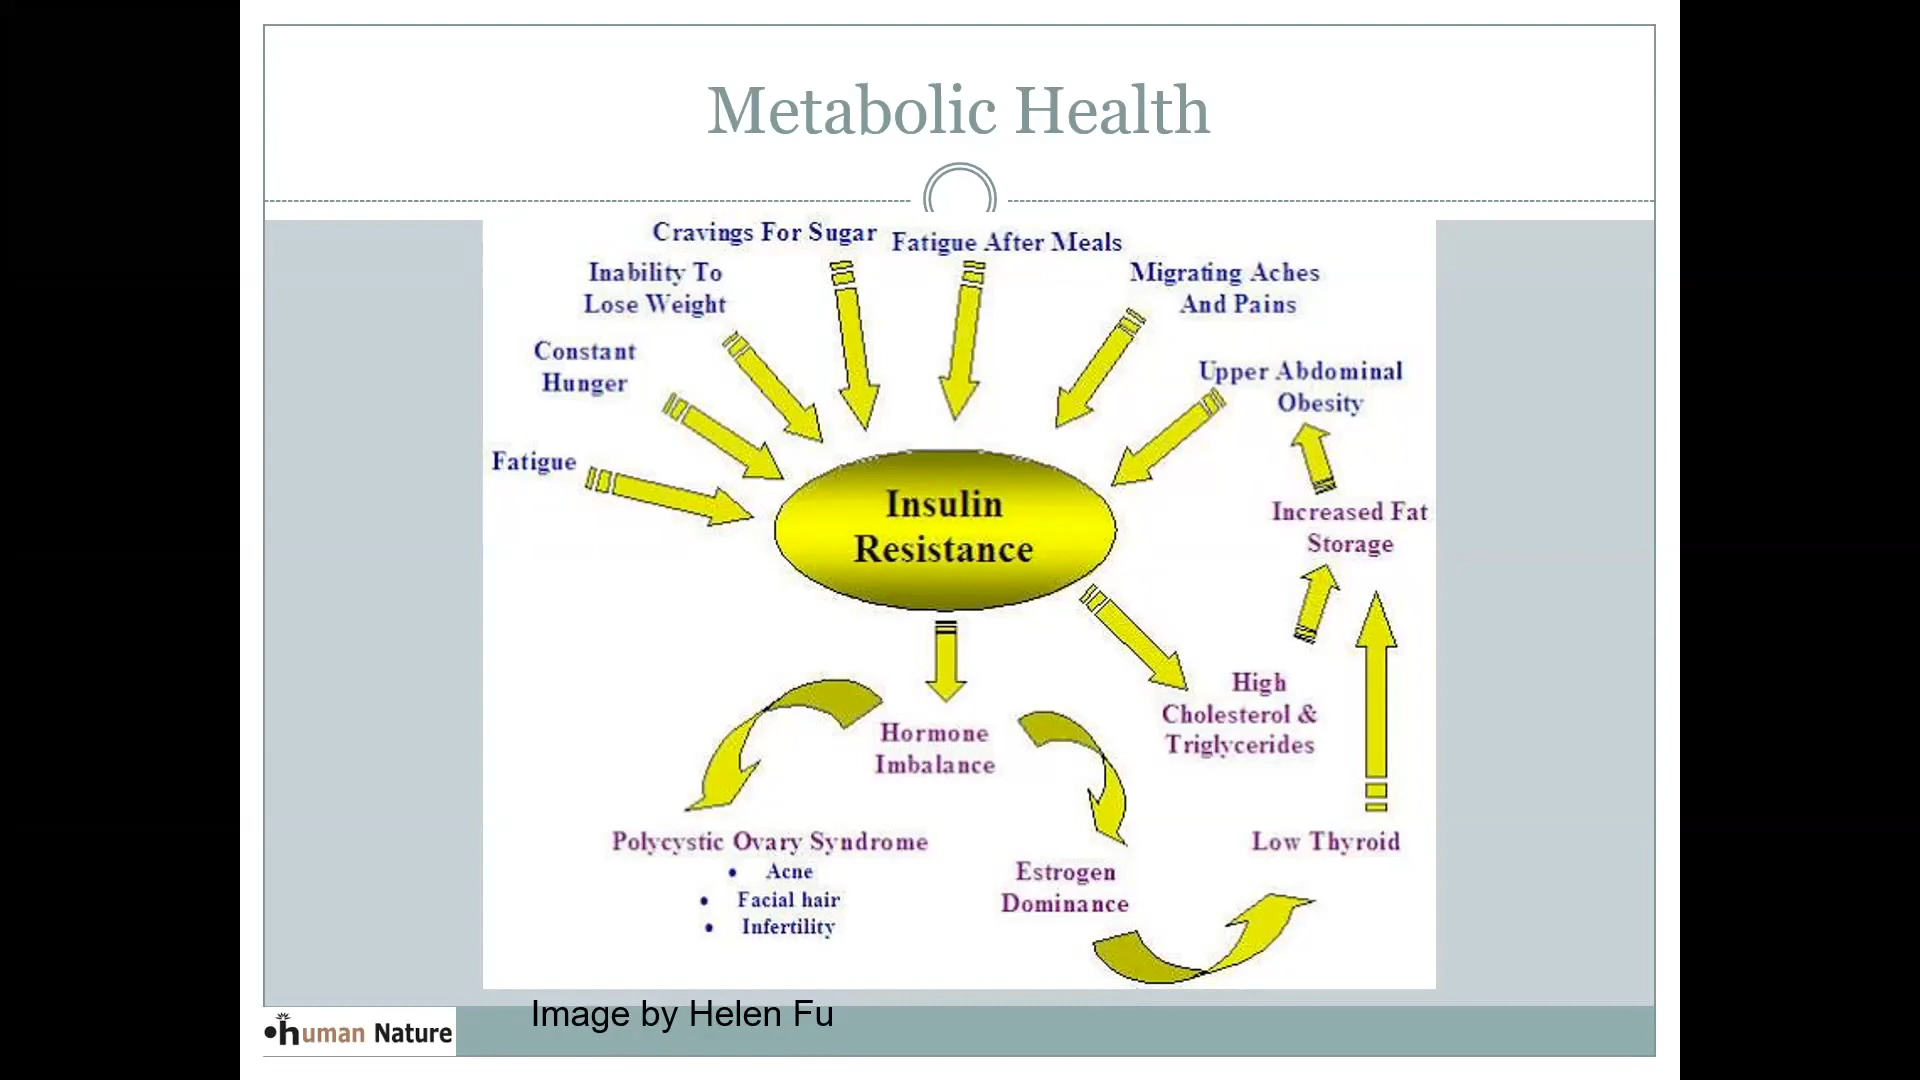 Metabolic Health
Cravings For Sugar
Fatigue After Meals
Inability To
Lose Weight
Migrating Aches
And Pains
Constant
Hunger
Upper Abdominal
Obesity
Fatigue
Insulin
Resistance
Increased Fat
Storage
High
Cholesterol &
Triglycerides
Hormone
Imbalance
Polycystic Ovary Syndrome
• Acne
• Facial hair
• Infertility
Estrogen
Dominance
Low Thyroid
Image by Helen Fu
human Nature